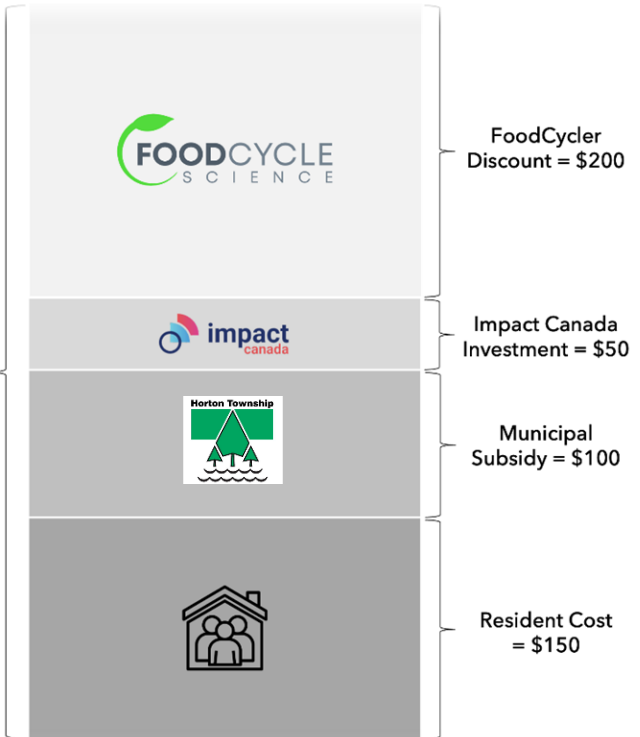 FOODCYCLE
SCIENCE
FoodCycler
Discount = $200
impact
canada
Impact Canada
Investment = $50
Horton Township
Municipal
Subsidy = $100
Resident Cost
= $150